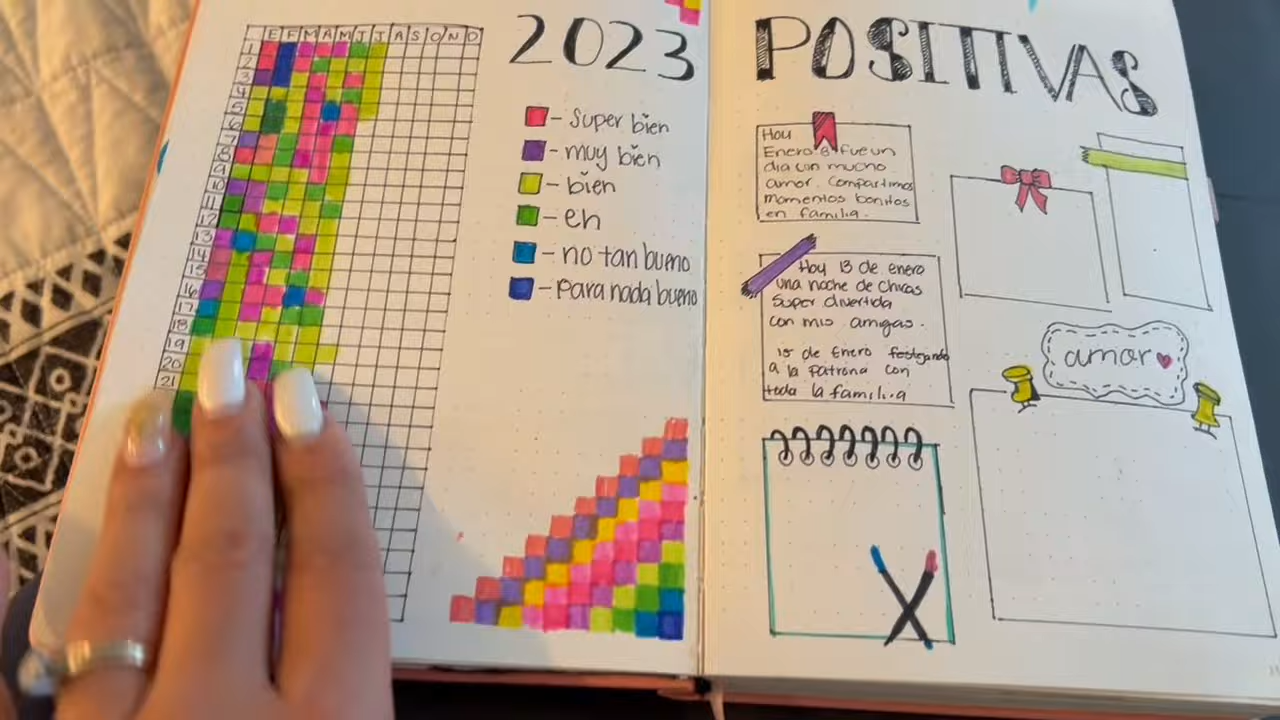 E F M A M J J A S O N D
1
2
3
4
5
6
7
8
9
10
11
12
13
14
15
16
17
18
19
20
21
2023
- super bien
- muy bien
- bien
- eh
- no tan bueno
- para nada bueno
POSITIVAS
Hoy
Enero 8 fue un
dia con mucho
amor. Compartimos
momentos bonitos
en familia.
Hoy 13 de enero
una noche de chicas
super divertida
con mis amigas.
15 de Enero festejando
a la patrona con
toda la familia
amor